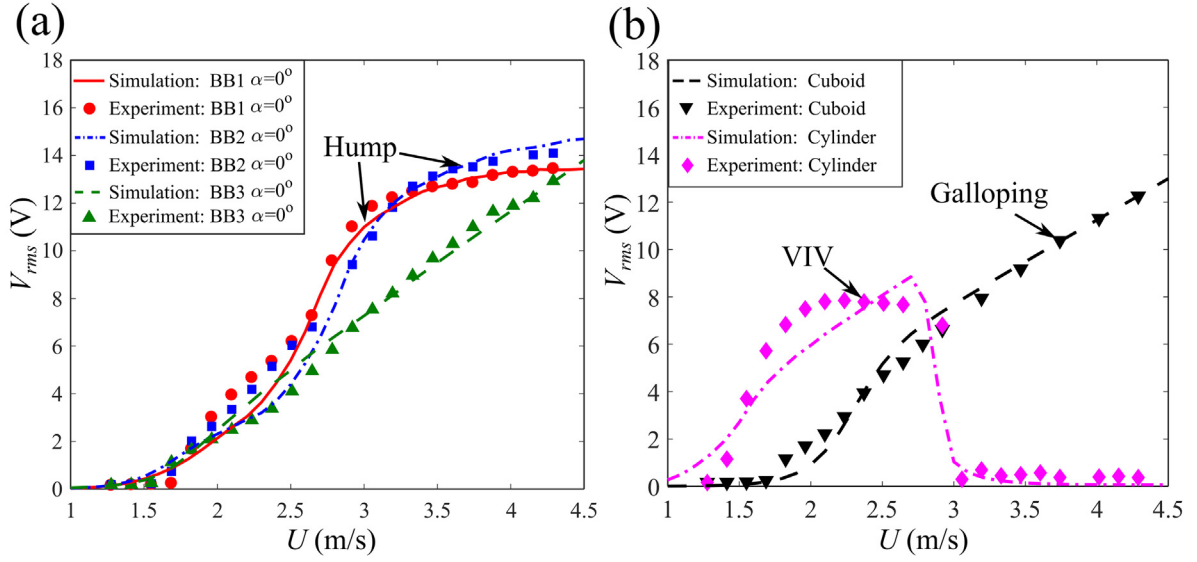 (a)
18
16
14
12
10
8
6
4
2
0
V_rms (V)
Simulation: BB1 α=0°
Experiment: BB1 α=0°
Simulation: BB2 α=0°
Experiment: BB2 α=0°
Simulation: BB3 α=0°
Experiment: BB3 α=0°
Hump
1 1.5 2 2.5 3 3.5 4 4.5
U (m/s)
(b)
18
16
14
12
10
8
6
4
2
0
V_rms (V)
Simulation: Cuboid
Experiment: Cuboid
Simulation: Cylinder
Experiment: Cylinder
Galloping
VIV
1 1.5 2 2.5 3 3.5 4 4.5
U (m/s)